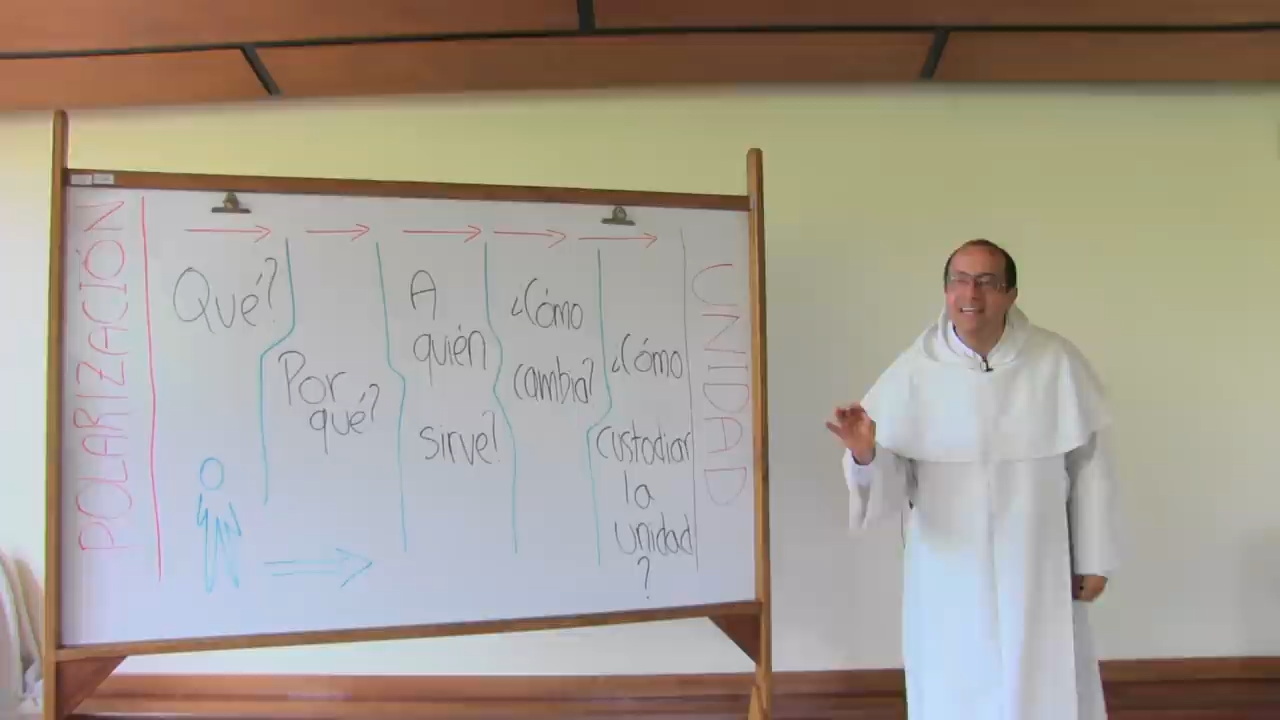 POLARIZACIÓN
Qué?
Por
qué?
A
quién
sirve?
¿Cómo
cambia?
¿Cómo
custodiar
la
unidad
?
UNIDAD